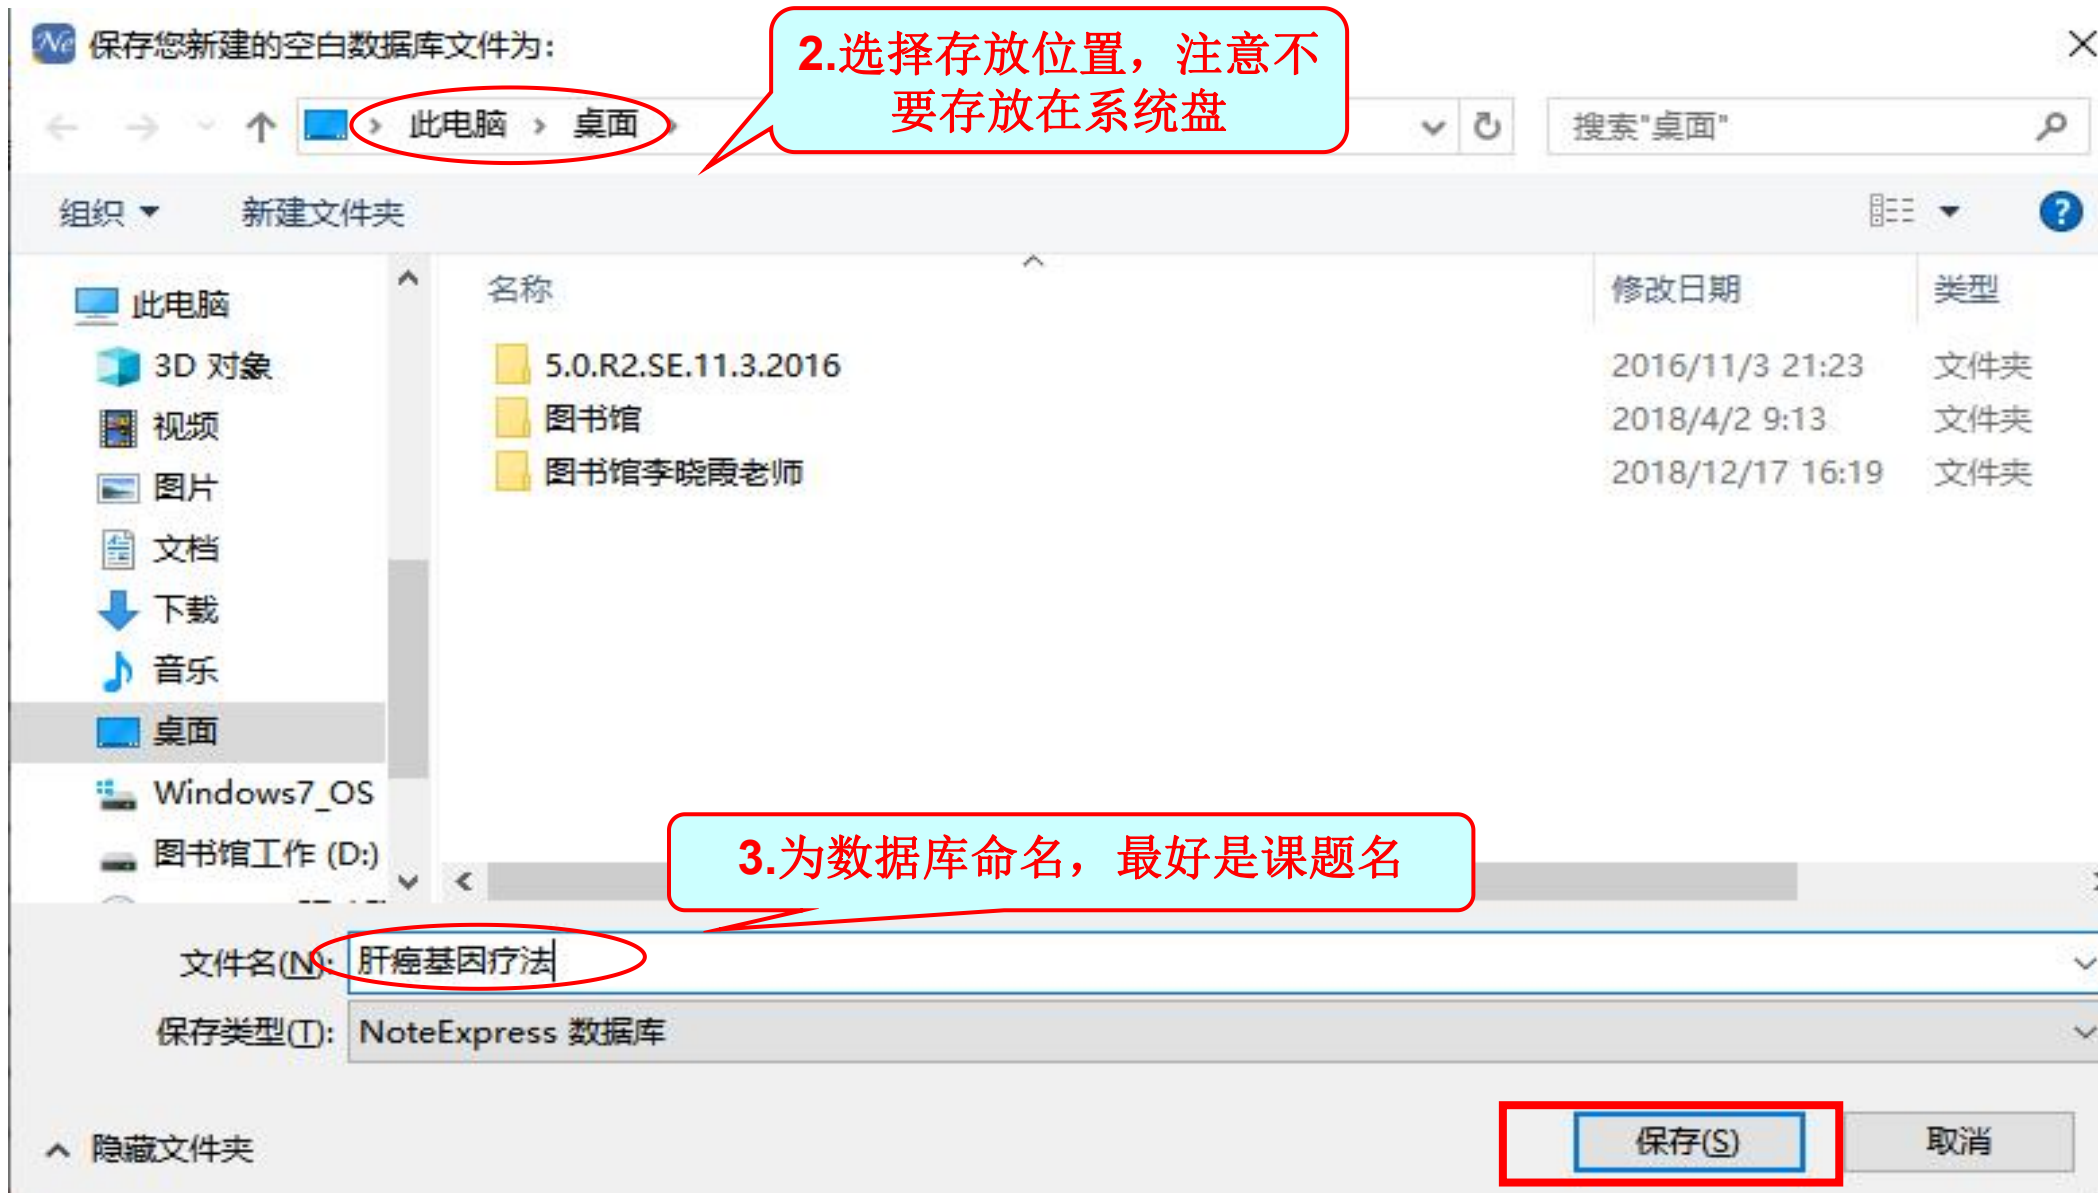 Ne 保存您新建的空白数据库文件为:
2.选择存放位置，注意不
要存放在系统盘
此电脑 › 桌面 ›
搜索"桌面"
组织 新建文件夹
名称 修改日期 类型
此电脑
3D 对象
视频
图片
文档
下载
音乐
桌面
Windows7_OS
图书馆工作 (D:)
5.0.R2.SE.11.3.2016 2016/11/3 21:23 文件夹
图书馆 2018/4/2 9:13 文件夹
图书馆李晓霞老师 2018/12/17 16:19 文件夹
3.为数据库命名，最好是课题名
文件名(N): 肝癌基因疗法
保存类型(T): NoteExpress 数据库
隐藏文件夹
保存(S) 取消